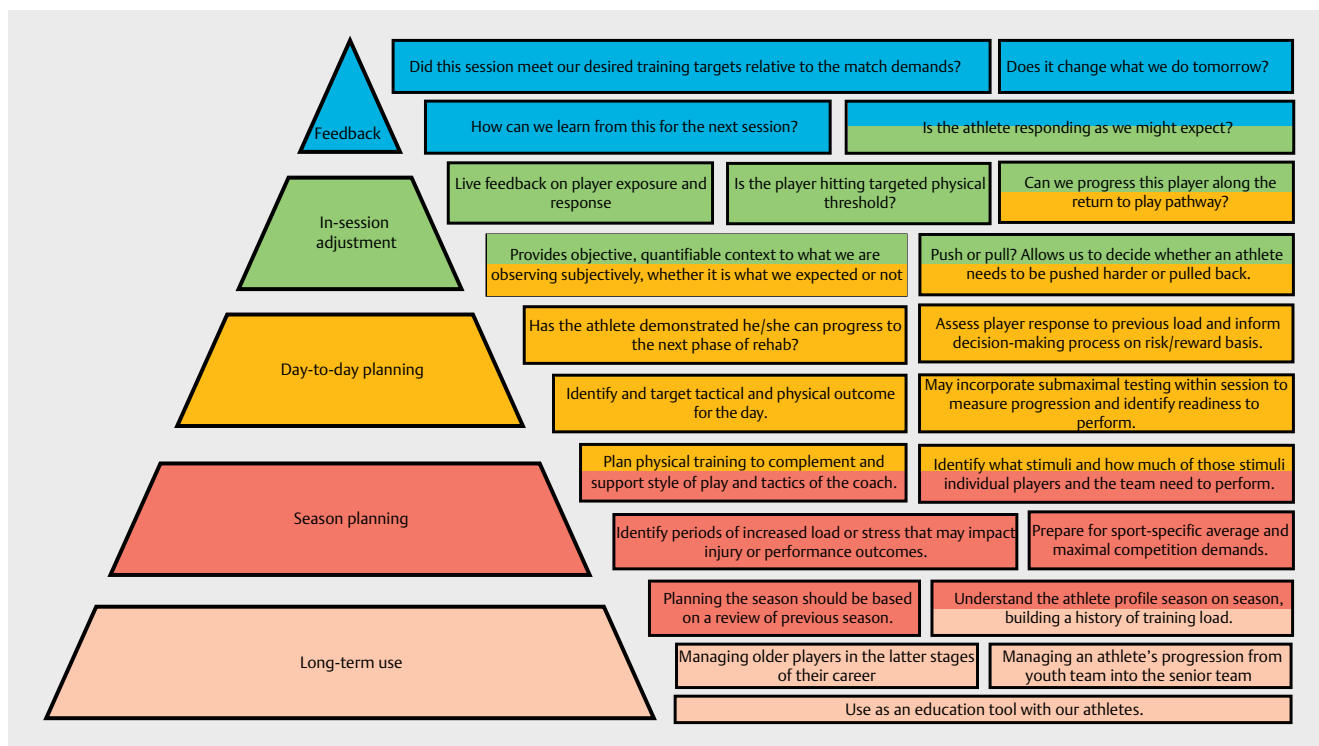 Did this session meet our desired training targets relative to the match demands?
Does it change what we do tomorrow?
Feedback
How can we learn from this for the next session?
Is the athlete responding as we might expect?
In-session
adjustment
Live feedback on player exposure and
response
Is the player hitting targeted physical
threshold?
Can we progress this player along the
return to play pathway?
Provides objective, quantifiable context to what we are
observing subjectively, whether it is what we expected or not
Push or pull? Allows us to decide whether an athlete
needs to be pushed harder or pulled back.
Day-to-day planning
Has the athlete demonstrated he/she can progress to
the next phase of rehab?
Assess player response to previous load and inform
decision-making process on risk/reward basis.
Identify and target tactical and physical outcome
for the day.
May incorporate submaximal testing within session to
measure progression and identify readiness to
perform.
Season planning
Plan physical training to complement and
support style of play and tactics of the coach.
Identify what stimuli and how much of those stimuli
individual players and the team need to perform.
Identify periods of increased load or stress that may impact
injury or performance outcomes.
Prepare for sport-specific average and
maximal competition demands.
Planning the season should be based
on a review of previous season.
Understand the athlete profile season on season,
building a history of training load.
Long-term use
Managing older players in the latter stages
of their career
Managing an athlete's progression from
youth team into the senior team
Use as an education tool with our athletes.